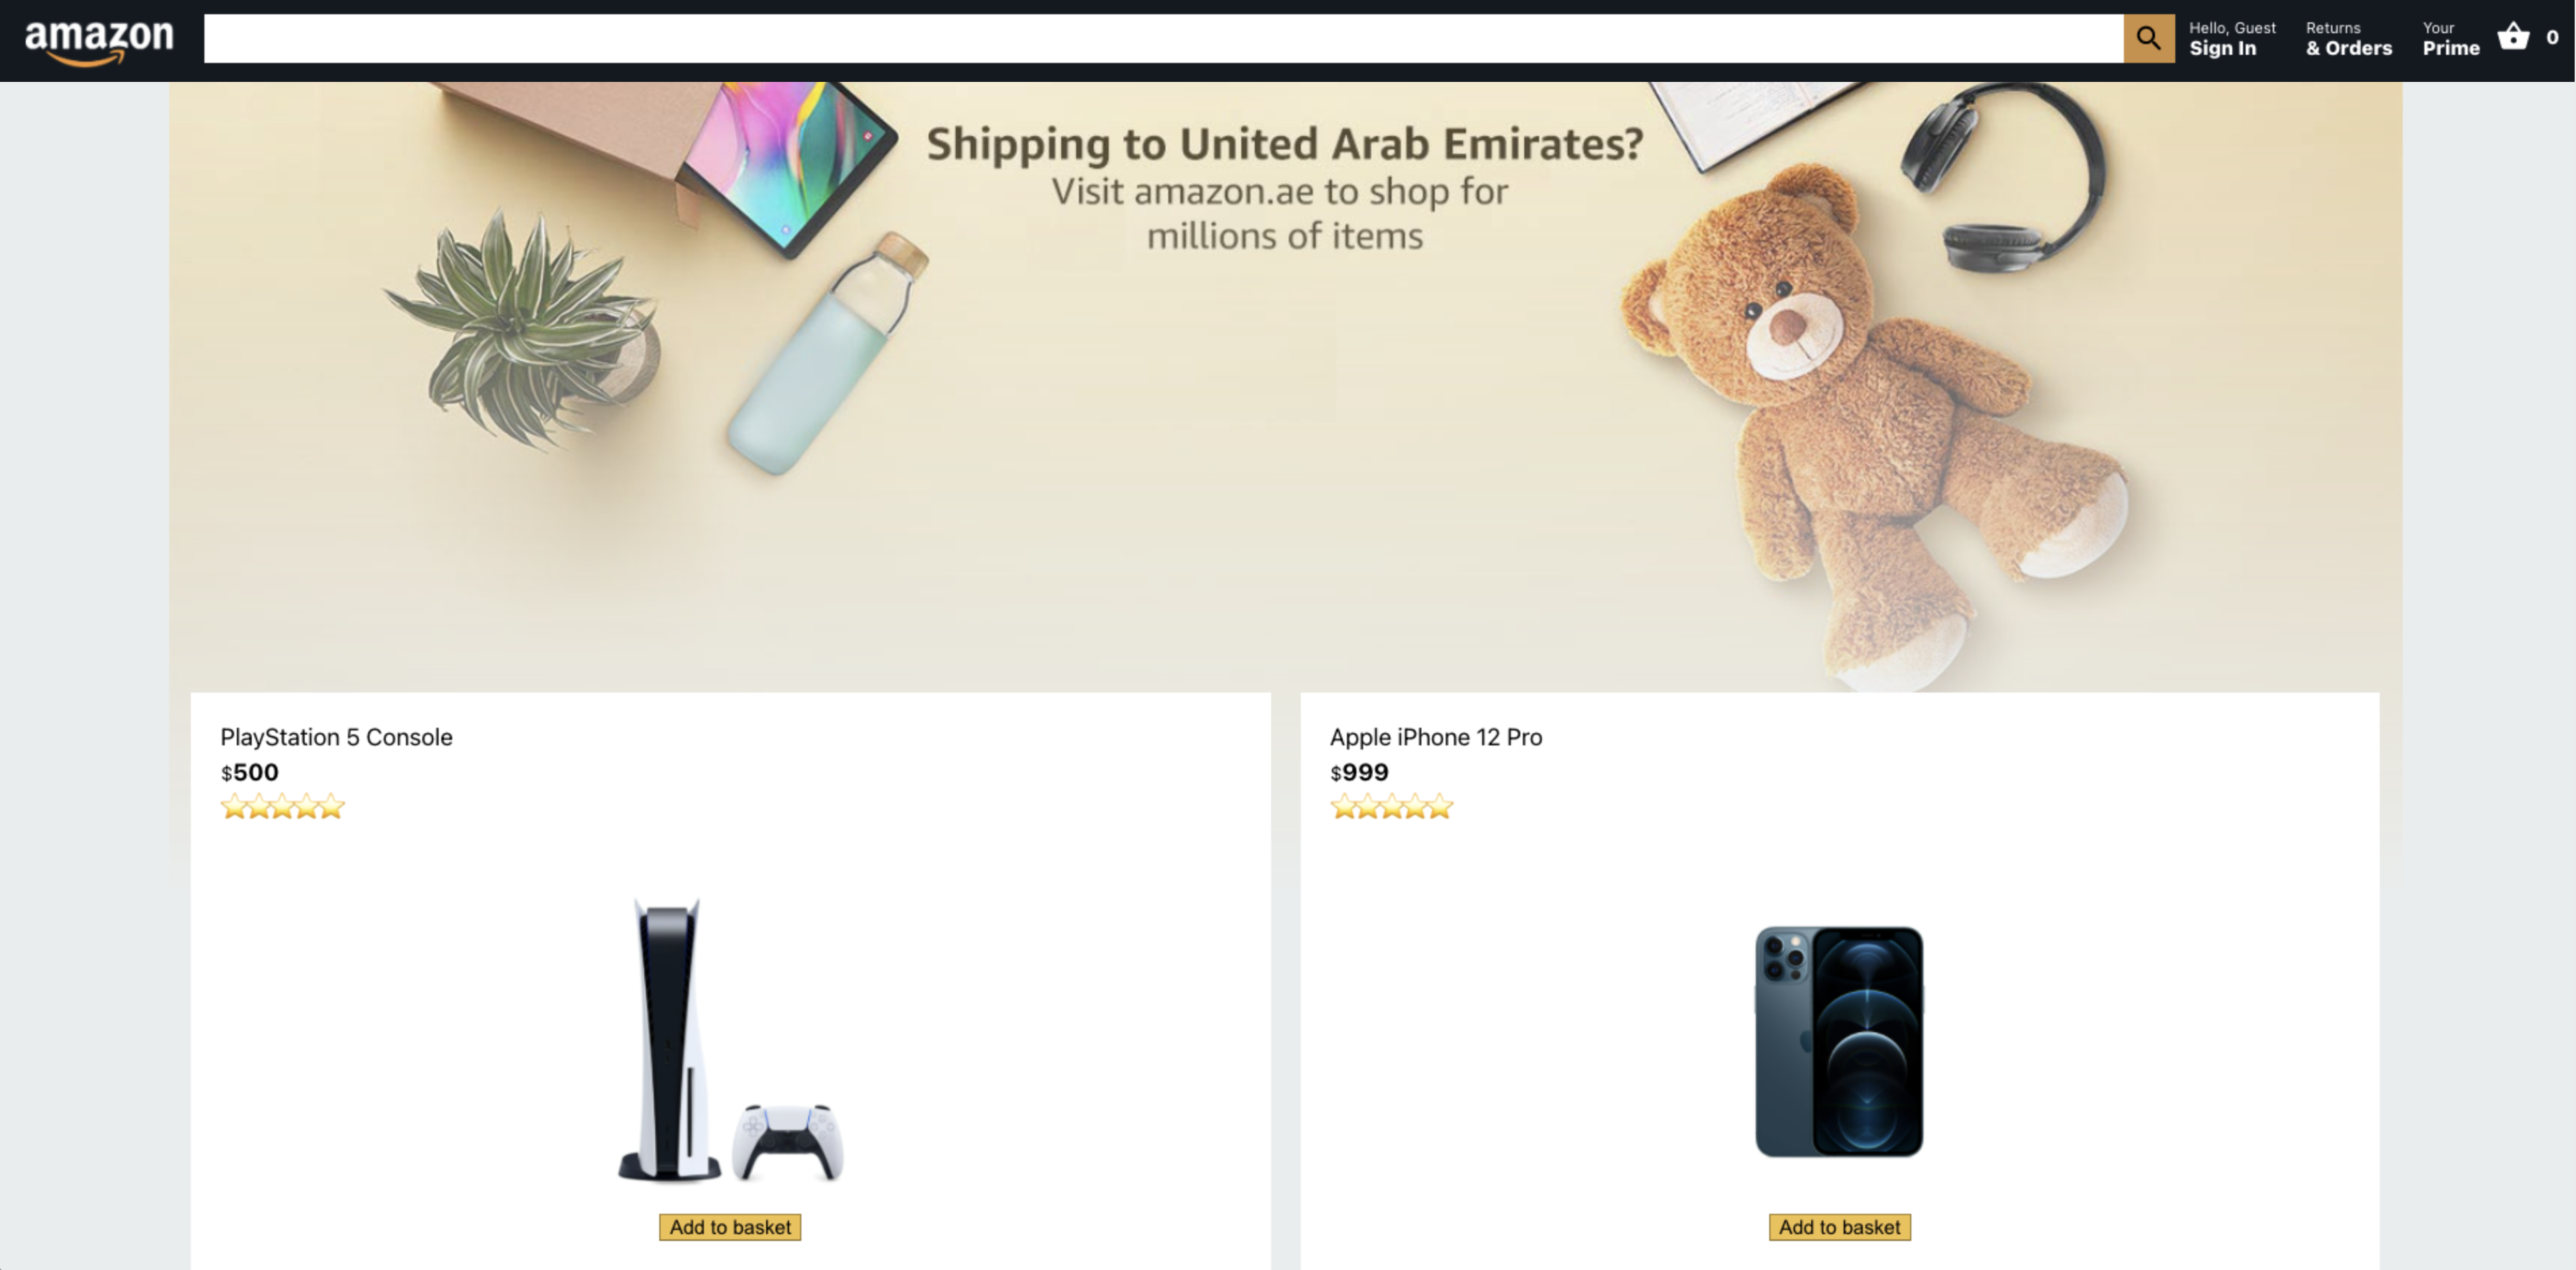 amazon
Hello, Guest
Sign In
Returns
& Orders
Your
Prime
0
Shipping to United Arab Emirates?
Visit amazon.ae to shop for
millions of items
PlayStation 5 Console
$500
Apple iPhone 12 Pro
$999
Add to basket
Add to basket